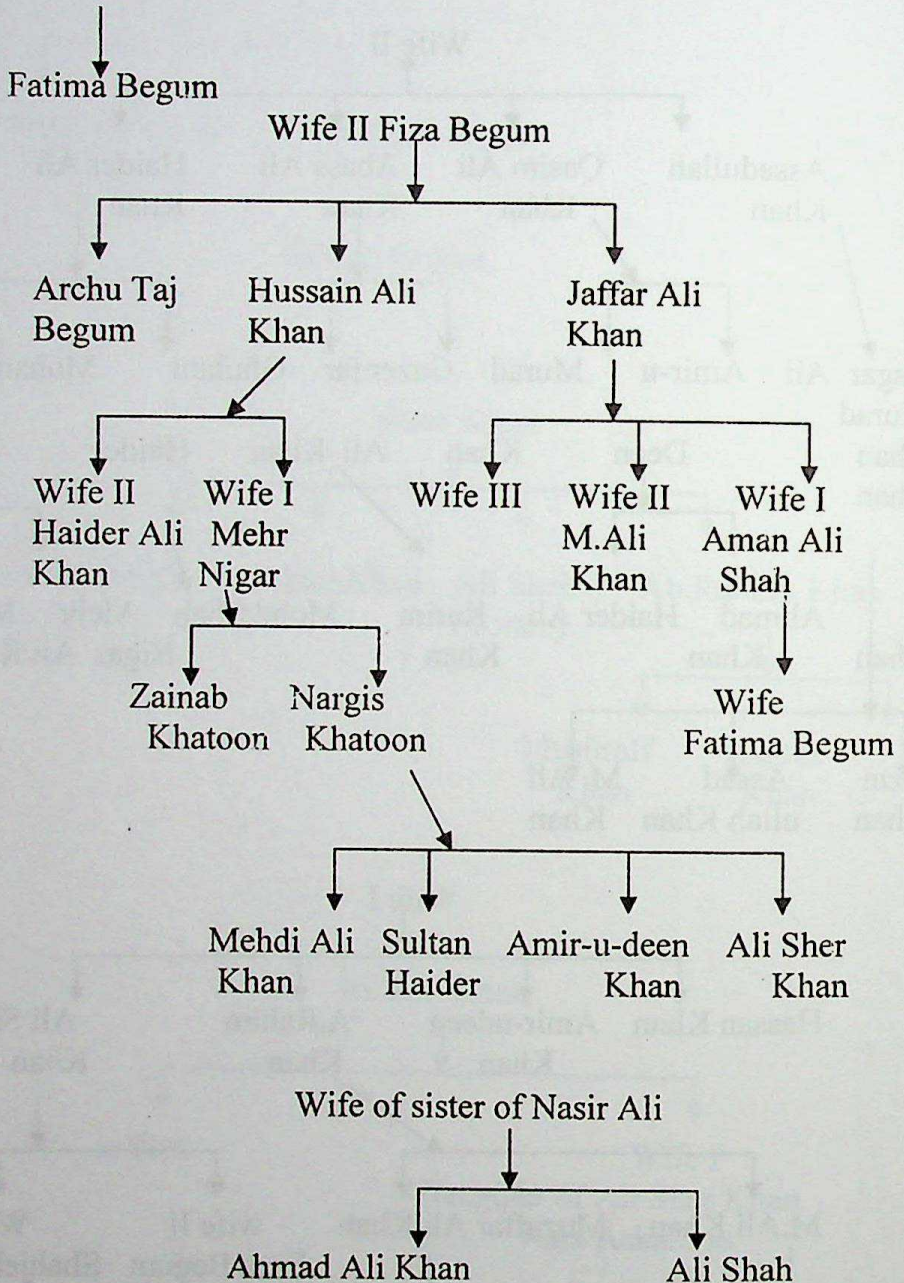 Fatima Begum
Wife II Fiza Begum
Archu Taj Hussain Ali Jaffar Ali
Begum Khan Khan
Wife II Wife I Wife III Wife II Wife I
Haider Ali Mehr M.Ali Aman Ali
Khan Nigar Khan Shah
Zainab Nargis Wife
Khatoon Khatoon Fatima Begum
Mehdi Ali Sultan Amir-u-deen Ali Sher
Khan Haider Khan Khan
Wife of sister of Nasir Ali
Ahmad Ali Khan Ali Shah